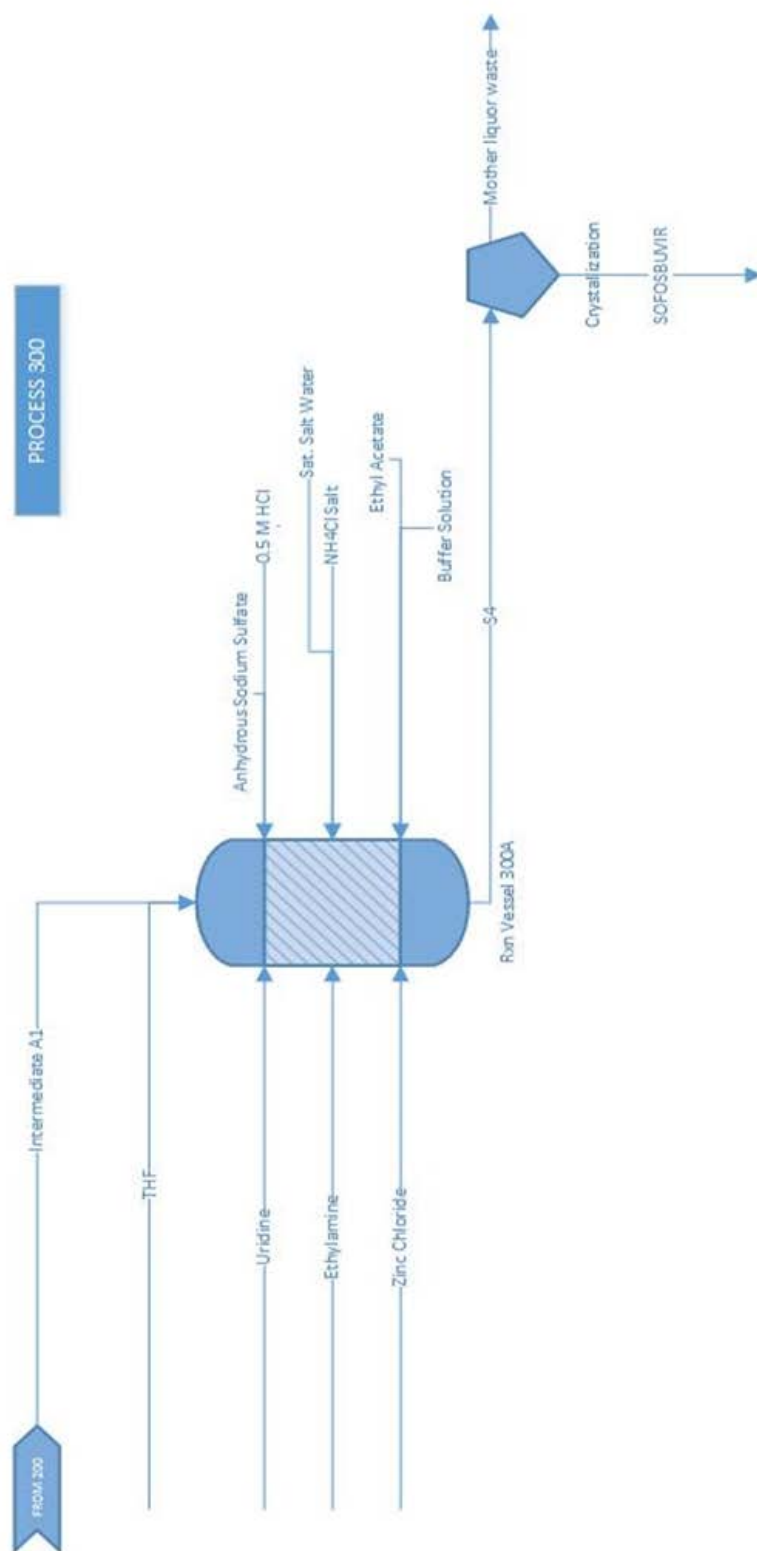 PROCESS 300
FROM 200
Intermediate A1
THF
Uridine
Ethylamine
Zinc Chloride
Anhydrous Sodium Sulfate
0.5 M HCl
Sat. Salt Water
NH4Cl Salt
Ethyl Acetate
Buffer Solution
Rxn Vessel 300A
S4
Mother liquor waste
Crystallization
SOFOSBUVIR